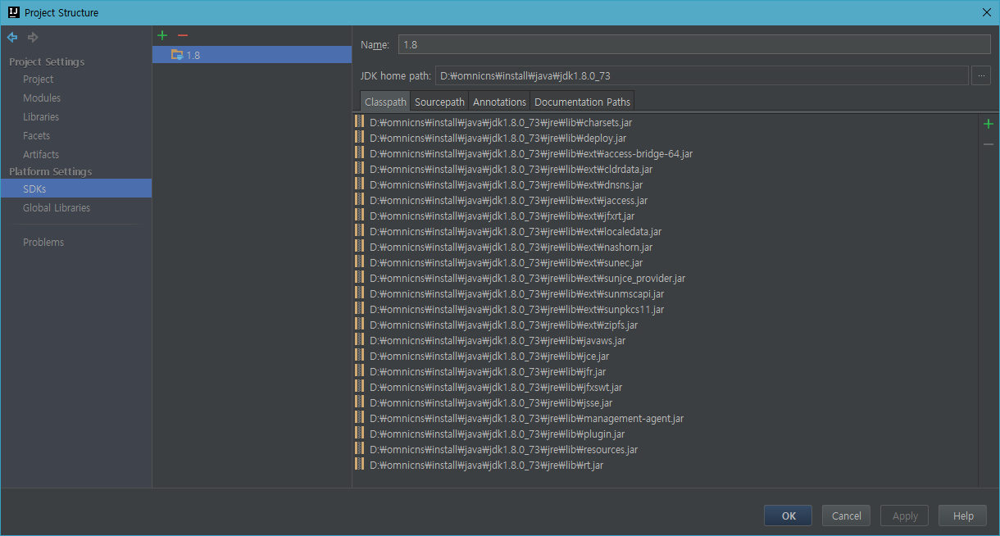 Project Structure
Project Settings
Project
Modules
Libraries
Facets
Artifacts
Platform Settings
SDKs
Global Libraries
Problems
1.8
Name: 1.8
JDK home path: D:₩omnicns₩install₩java₩jdk1.8.0_73 ...
Classpath Sourcepath Annotations Documentation Paths
D:₩omnicns₩install₩java₩jdk1.8.0_73₩jre₩lib₩charsets.jar
D:₩omnicns₩install₩java₩jdk1.8.0_73₩jre₩lib₩deploy.jar
D:₩omnicns₩install₩java₩jdk1.8.0_73₩jre₩lib₩ext₩access-bridge-64.jar
D:₩omnicns₩install₩java₩jdk1.8.0_73₩jre₩lib₩ext₩cldrdata.jar
D:₩omnicns₩install₩java₩jdk1.8.0_73₩jre₩lib₩ext₩dnsns.jar
D:₩omnicns₩install₩java₩jdk1.8.0_73₩jre₩lib₩ext₩jaccess.jar
D:₩omnicns₩install₩java₩jdk1.8.0_73₩jre₩lib₩ext₩jfxrt.jar
D:₩omnicns₩install₩java₩jdk1.8.0_73₩jre₩lib₩ext₩localedata.jar
D:₩omnicns₩install₩java₩jdk1.8.0_73₩jre₩lib₩ext₩nashorn.jar
D:₩omnicns₩install₩java₩jdk1.8.0_73₩jre₩lib₩ext₩sunec.jar
D:₩omnicns₩install₩java₩jdk1.8.0_73₩jre₩lib₩ext₩sunjce_provider.jar
D:₩omnicns₩install₩java₩jdk1.8.0_73₩jre₩lib₩ext₩sunmscapi.jar
D:₩omnicns₩install₩java₩jdk1.8.0_73₩jre₩lib₩ext₩sunpkcs11.jar
D:₩omnicns₩install₩java₩jdk1.8.0_73₩jre₩lib₩ext₩zipfs.jar
D:₩omnicns₩install₩java₩jdk1.8.0_73₩jre₩lib₩javaws.jar
D:₩omnicns₩install₩java₩jdk1.8.0_73₩jre₩lib₩jce.jar
D:₩omnicns₩install₩java₩jdk1.8.0_73₩jre₩lib₩jfr.jar
D:₩omnicns₩install₩java₩jdk1.8.0_73₩jre₩lib₩jfxswt.jar
D:₩omnicns₩install₩java₩jdk1.8.0_73₩jre₩lib₩jsse.jar
D:₩omnicns₩install₩java₩jdk1.8.0_73₩jre₩lib₩management-agent.jar
D:₩omnicns₩install₩java₩jdk1.8.0_73₩jre₩lib₩plugin.jar
D:₩omnicns₩install₩java₩jdk1.8.0_73₩jre₩lib₩resources.jar
D:₩omnicns₩install₩java₩jdk1.8.0_73₩jre₩lib₩rt.jar
OK Cancel Apply Help